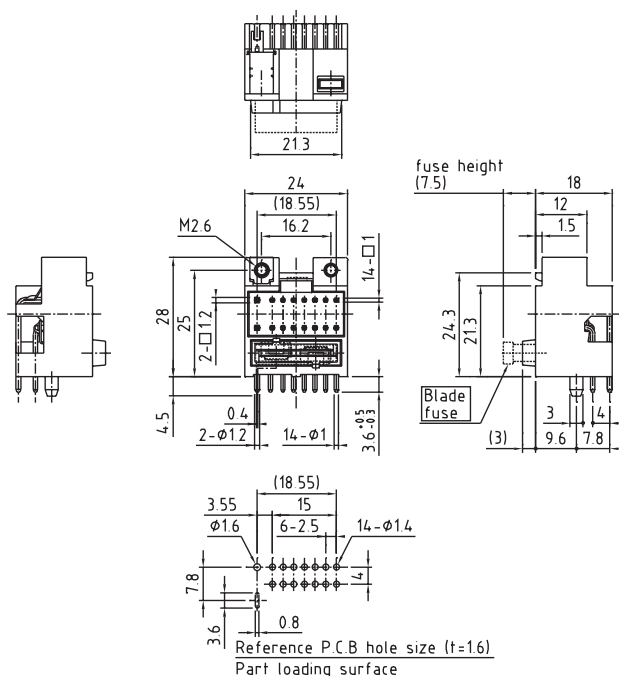 21.3
24
(18.55)
16.2
M2.6
14-□1
28
25
2-□1.2
4.5
0.4
2-Φ1.2
14-Φ1
3.6 +0.5 -0.3
fuse height
(7.5)
18
12
1.5
24.3
21.3
Blade
fuse
3
4
(3)
9.6
7.8
(18.55)
3.55
15
Φ1.6
6-2.5
14-Φ1.4
7.8
4
3.6
0.8
Reference P.C.B hole size (t=1.6)
Part loading surface